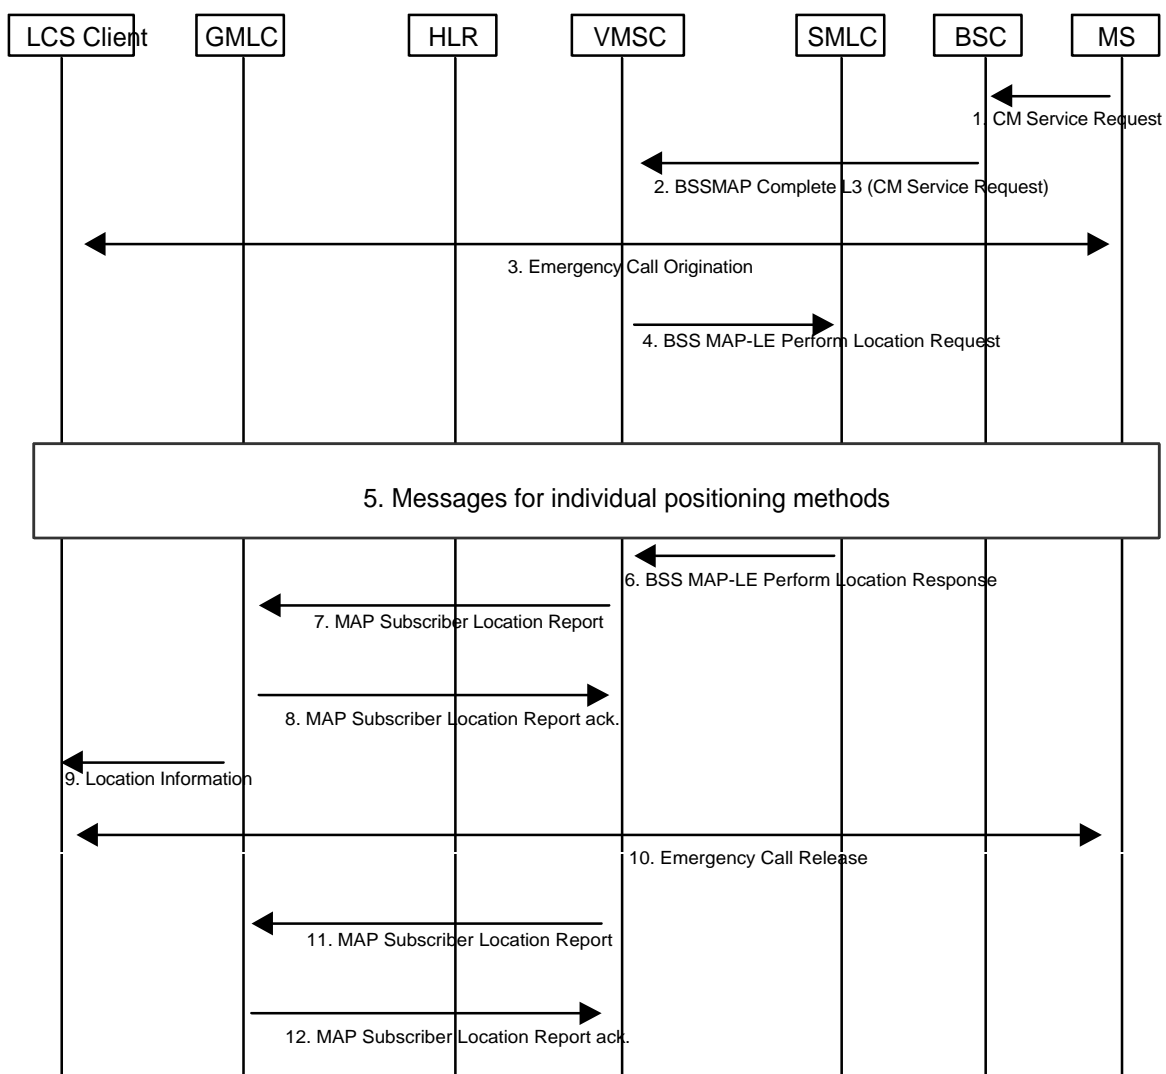 LCS Client GMLC HLR VMSC SMLC BSC MS
1. CM Service Request
2. BSSMAP Complete L3 (CM Service Request)
3. Emergency Call Origination
4. BSS MAP-LE Perform Location Request
5. Messages for individual positioning methods
6. BSS MAP-LE Perform Location Response
7. MAP Subscriber Location Report
8. MAP Subscriber Location Report ack.
9. Location Information
10. Emergency Call Release
11. MAP Subscriber Location Report
12. MAP Subscriber Location Report ack.